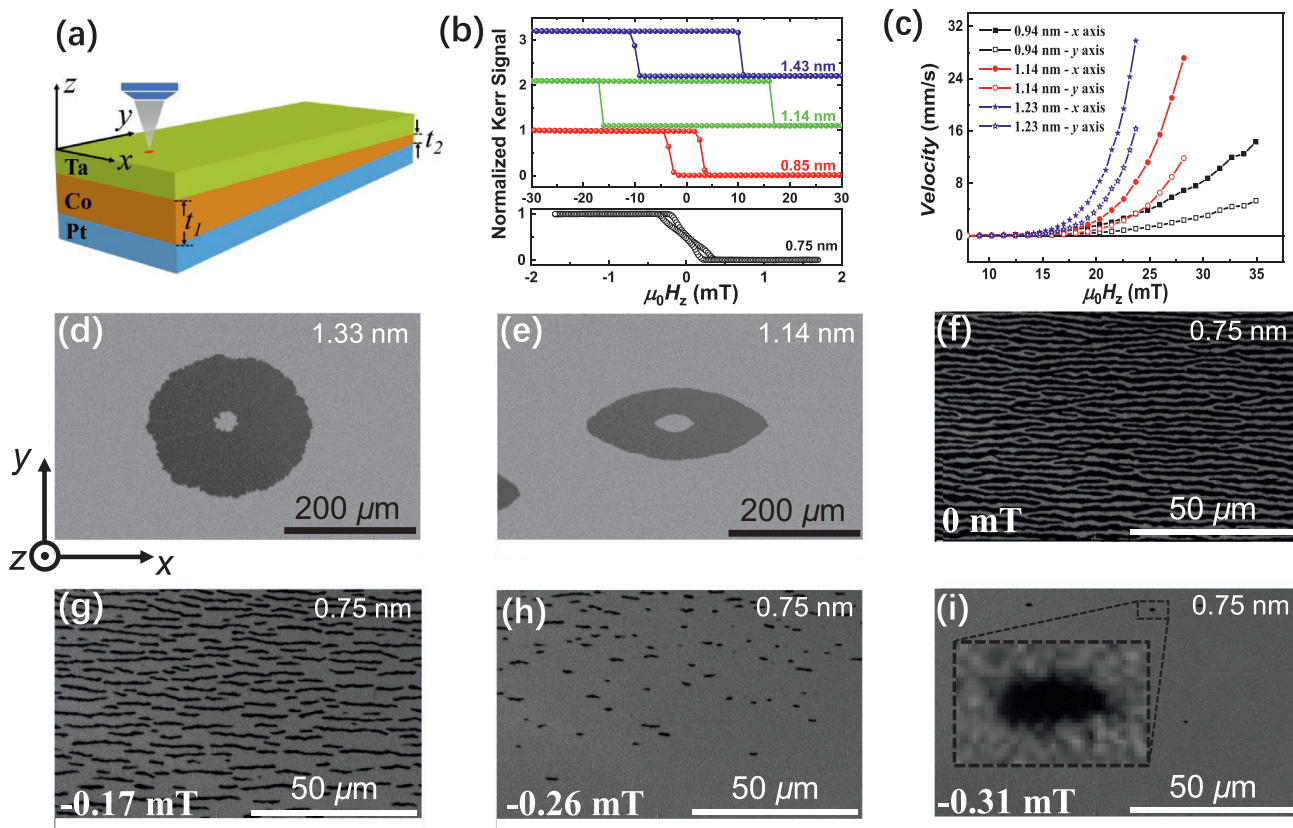 (a)
z
y
x
Ta
Co
Pt
t1
t2
(b)
Normalized Kerr Signal
3
2
1
0
1.43 nm
1.14 nm
0.85 nm
-30 -20 -10 0 10 20 30
1
0
0.75 nm
-2 -1 0 1 2
μ0Hz (mT)
(c)
Velocity (mm/s)
32
24
16
8
0
0.94 nm - x axis
0.94 nm - y axis
1.14 nm - x axis
1.14 nm - y axis
1.23 nm - x axis
1.23 nm - y axis
10 15 20 25 30 35
μ0Hz (mT)
(d)
1.33 nm
200 μm
y
z
x
(e)
1.14 nm
200 μm
(f)
0.75 nm
0 mT
50 μm
(g)
0.75 nm
-0.17 mT
50 μm
(h)
0.75 nm
-0.26 mT
50 μm
(i)
0.75 nm
-0.31 mT
50 μm